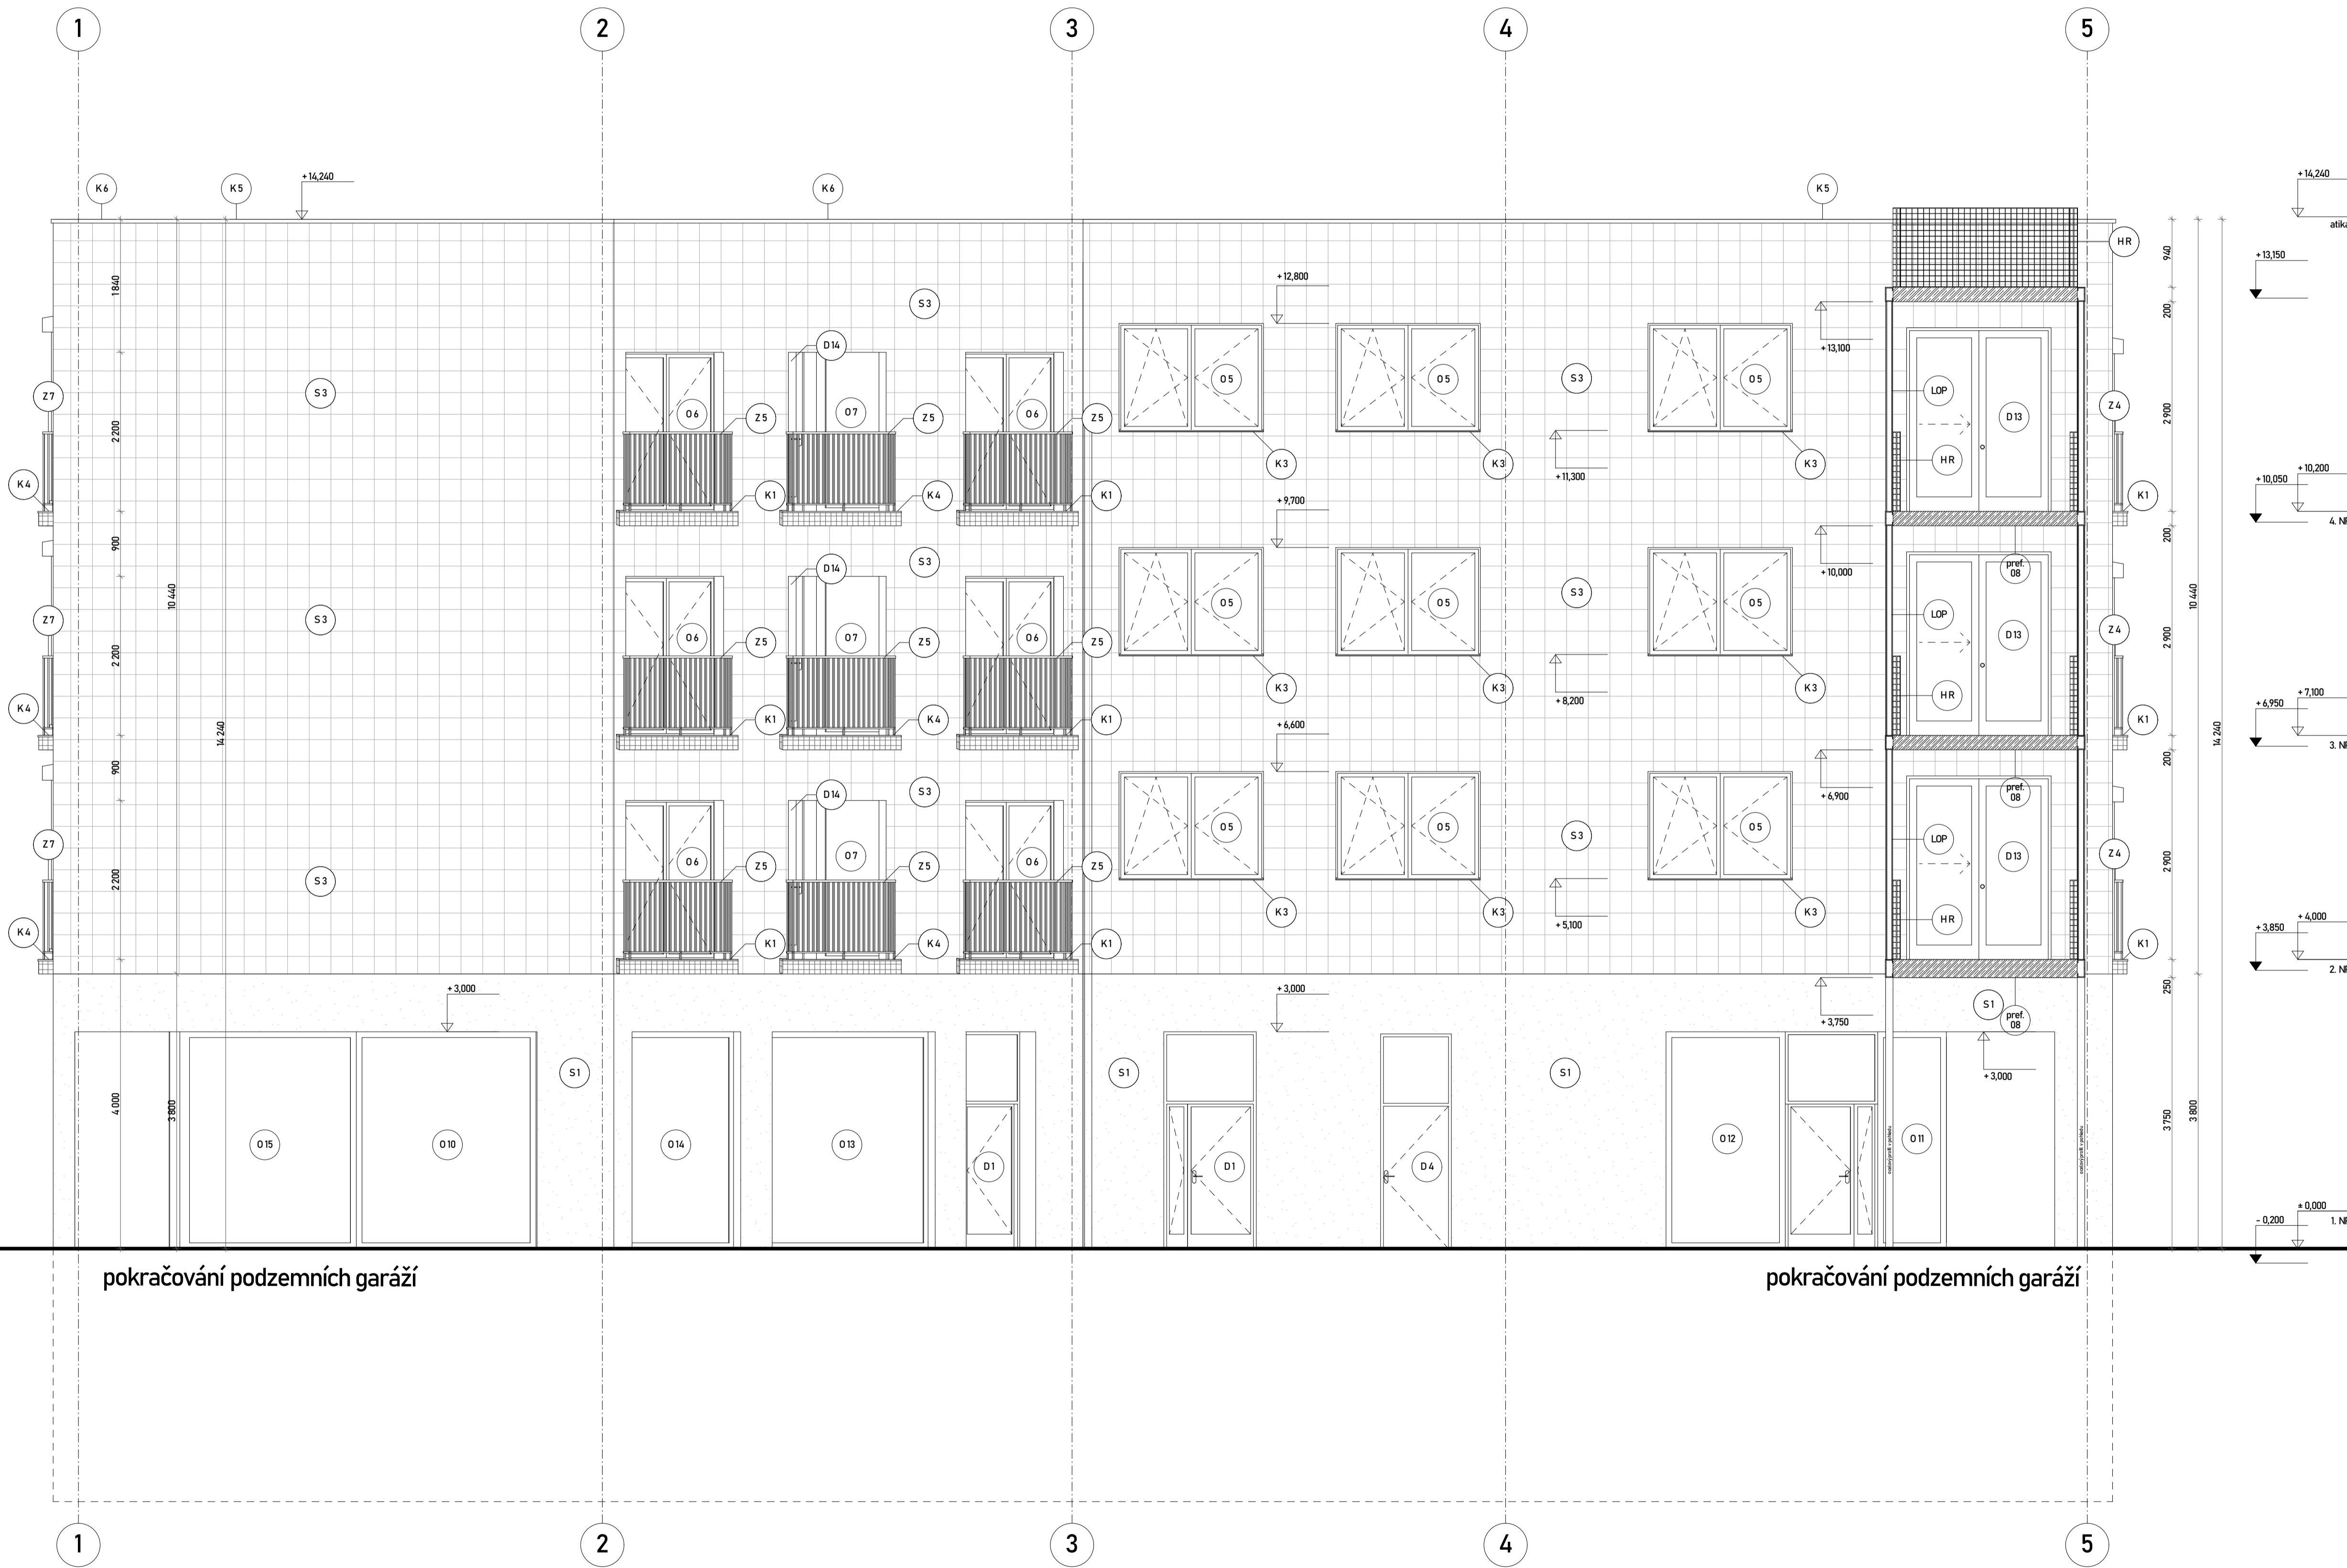 1 2 3 4 5
K6 K5 + 14,240 K6 K5 + 14,240
atika
HR
+ 13,150
940
1 840
+ 12,800
S3
200
+ 13,100
D14
Z7 S3 O6 O7 O6 O5 O5 S3 O5 LOP D13 Z4
Z5 Z5 Z5
2 200 2 900
K3 K3 K3 HR
+ 11,300
+ 10,200
+ 10,050
K4 K1 K4 K1 K1
+ 9,700
4. NP
900 200
S3
D14
+ 10,000
pref.
08
10 440 10 440
Z7 S3 O6 O7 O6 O5 O5 S3 O5 LOP D13 Z4
Z5 Z5 Z5
2 200 2 900
K3 K3 K3 HR
+ 8,200
+ 7,100
+ 6,950
K4 K1 K4 K1 K1
14 240 14 240
+ 6,600
3. NP
900 200
S3
D14
+ 6,900
pref.
08
Z7 S3 O6 O7 O6 O5 O5 S3 O5 LOP D13 Z4
Z5 Z5 Z5
2 200 2 900
K3 K3 K3 HR
+ 5,100
+ 4,000
+ 3,850
K4 K1 K4 K1 K1
2. NP
+ 3,000 + 3,000 250
S1
+ 3,750
pref.
08
S1 S1 S1
+ 3,000
4 000 3 800 3 750 3 800
O15 O10 O14 O13 D1 D1 D4 O12 O11
ocelový profil v pohledu ocelový profil v pohledu
± 0,000
- 0,200
1. NP
pokračování podzemních garáží pokračování podzemních garáží
1 2 3 4 5